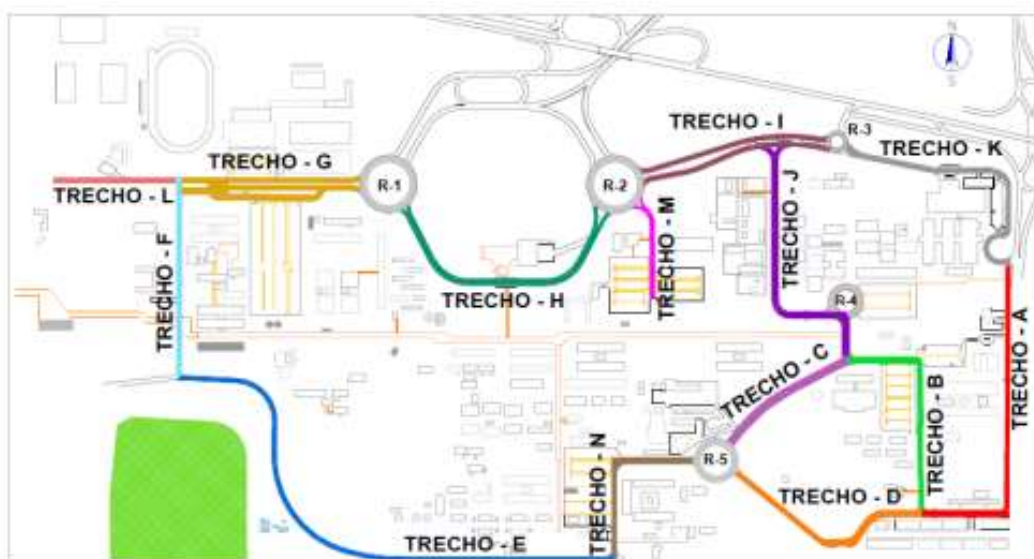 N
S
TRECHO - I
R-3
TRECHO - K
TRECHO - G
R-1
R-2
TRECHO - L
TRECHO - M
TRECHO - J
TRECHO - F
TRECHO - H
R-4
TRECHO - A
TRECHO - C
TRECHO - B
TRECHO - N
R-5
TRECHO - D
TRECHO - E